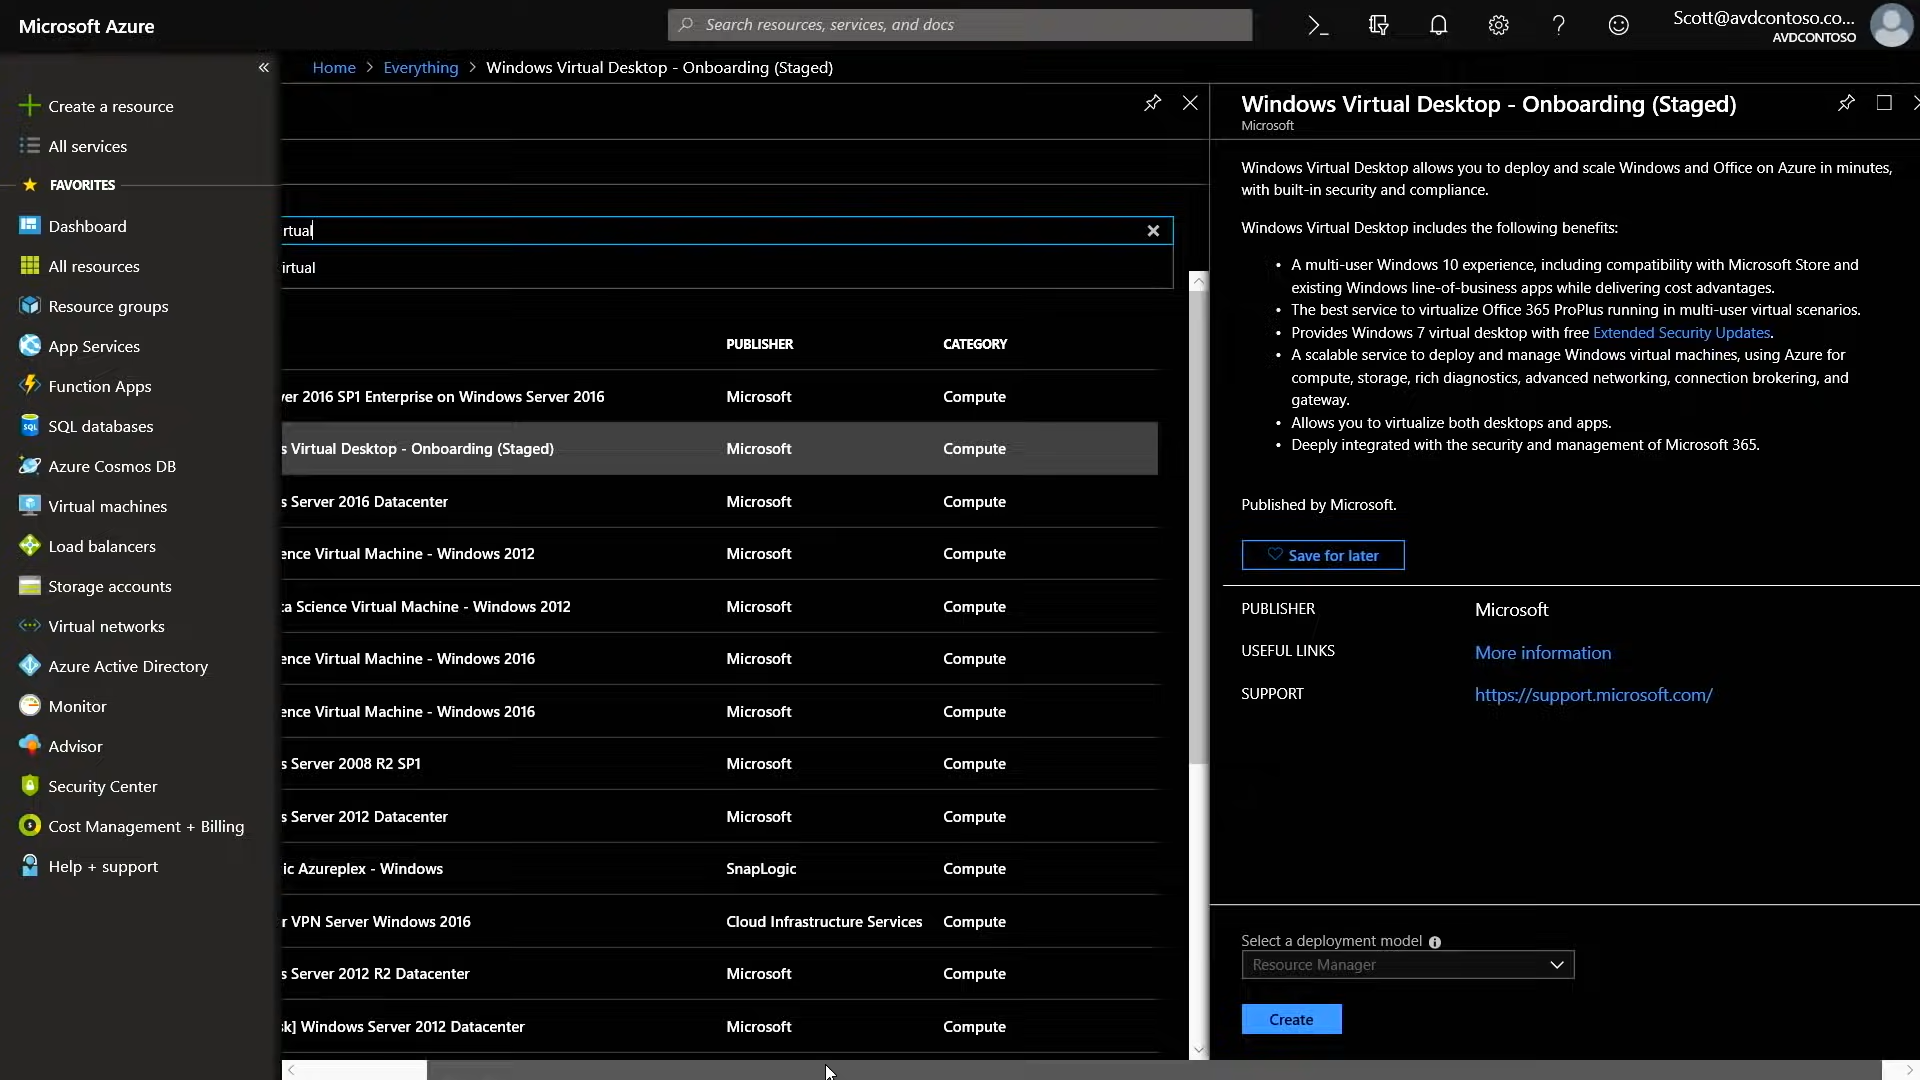 Microsoft Azure
Search resources, services, and docs
Scott@avdcontoso.co...
AVDCONTOSO
Home > Everything > Windows Virtual Desktop - Onboarding (Staged)
Create a resource
All services
FAVORITES
Dashboard
All resources
Resource groups
App Services
Function Apps
SQL databases
Azure Cosmos DB
Virtual machines
Load balancers
Storage accounts
Virtual networks
Azure Active Directory
Monitor
Advisor
Security Center
Cost Management + Billing
Help + support
rtual
irtual
PUBLISHER CATEGORY
ver 2016 SP1 Enterprise on Windows Server 2016 Microsoft Compute
s Virtual Desktop - Onboarding (Staged) Microsoft Compute
s Server 2016 Datacenter Microsoft Compute
ence Virtual Machine - Windows 2012 Microsoft Compute
ta Science Virtual Machine - Windows 2012 Microsoft Compute
ence Virtual Machine - Windows 2016 Microsoft Compute
ence Virtual Machine - Windows 2016 Microsoft Compute
s Server 2008 R2 SP1 Microsoft Compute
s Server 2012 Datacenter Microsoft Compute
ic Azureplex - Windows SnapLogic Compute
r VPN Server Windows 2016 Cloud Infrastructure Services Compute
s Server 2012 R2 Datacenter Microsoft Compute
sk] Windows Server 2012 Datacenter Microsoft Compute
Windows Virtual Desktop - Onboarding (Staged)
Microsoft
Windows Virtual Desktop allows you to deploy and scale Windows and Office on Azure in minutes,
with built-in security and compliance.
Windows Virtual Desktop includes the following benefits:
• A multi-user Windows 10 experience, including compatibility with Microsoft Store and
existing Windows line-of-business apps while delivering cost advantages.
• The best service to virtualize Office 365 ProPlus running in multi-user virtual scenarios.
• Provides Windows 7 virtual desktop with free Extended Security Updates.
• A scalable service to deploy and manage Windows virtual machines, using Azure for
compute, storage, rich diagnostics, advanced networking, connection brokering, and
gateway.
• Allows you to virtualize both desktops and apps.
• Deeply integrated with the security and management of Microsoft 365.
Published by Microsoft.
Save for later
PUBLISHER Microsoft
USEFUL LINKS More information
SUPPORT https://support.microsoft.com/
Select a deployment model
Resource Manager
Create